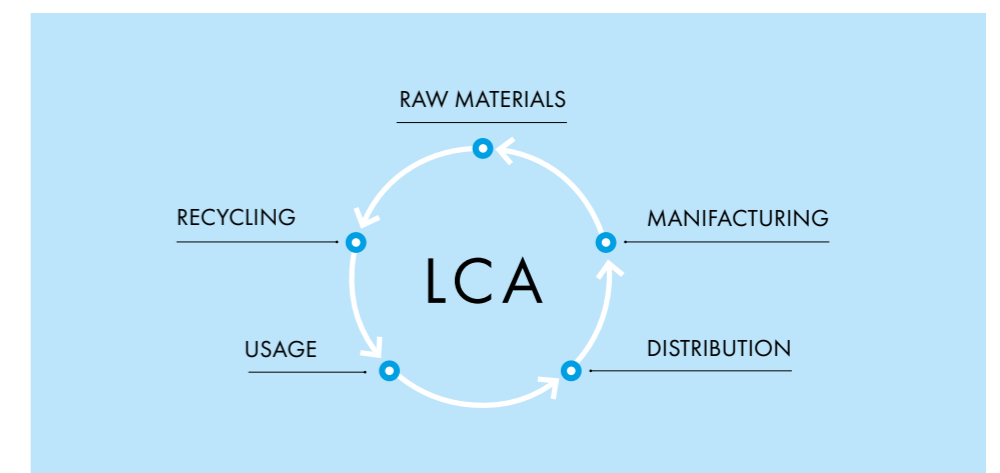 RAW MATERIALS
RECYCLING
MANIFACTURING
LCA
USAGE
DISTRIBUTION